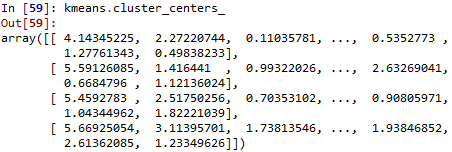 In [59]: kmeans.cluster_centers_
Out[59]:
array([[ 4.14345225,  2.27220744,  0.11035781, ...,  0.5352773 ,
         1.27761343,  0.49838233],
       [ 5.59126085,  1.416441  ,  0.99322026, ...,  2.63269041,
         0.6684796 ,  1.12136024],
       [ 5.4592783 ,  2.51750256,  0.70353102, ...,  0.90805971,
         1.04344962,  1.82221039],
       [ 5.66925054,  3.11395701,  1.73813546, ...,  1.93846852,
         2.61362085,  1.23349626]])